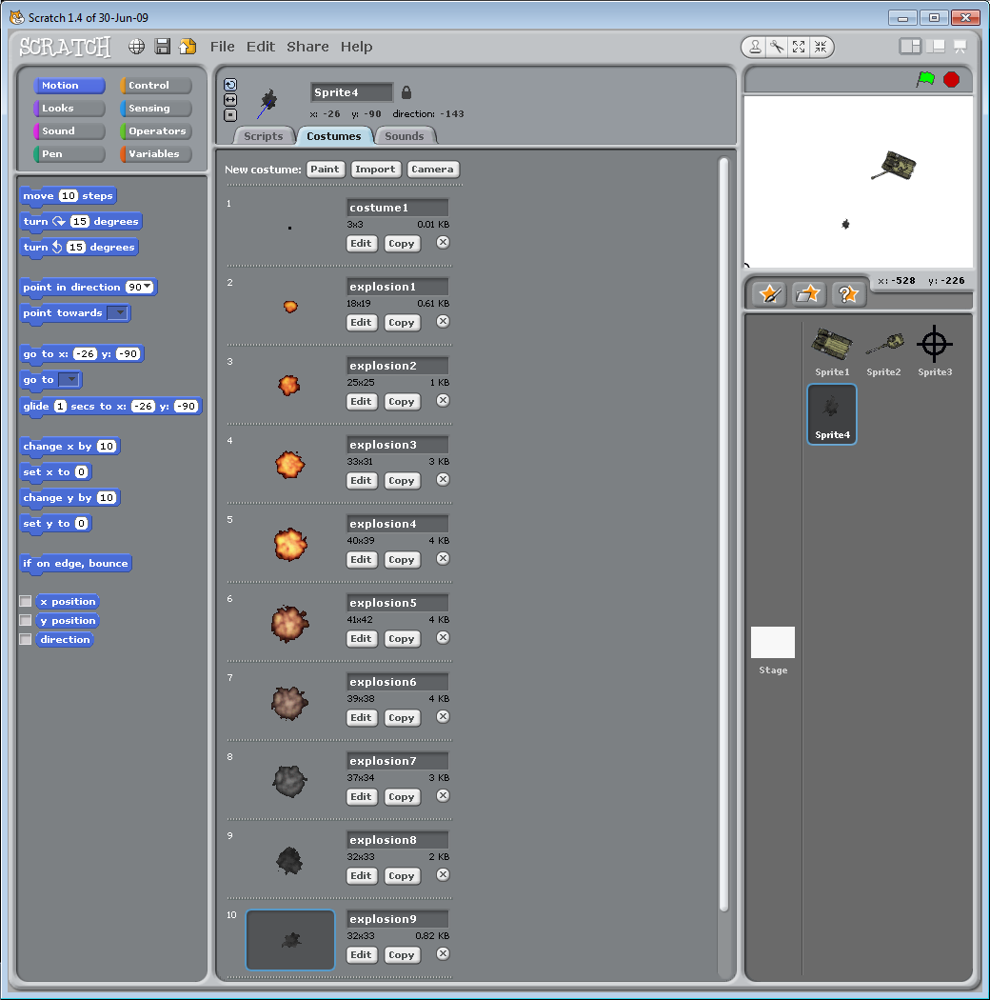 Scratch 1.4 of 30-Jun-09
SCRATCH File Edit Share Help
Motion Control
Looks Sensing
Sound Operators
Pen Variables
move 10 steps
turn 15 degrees
turn 15 degrees
point in direction 90
point towards
go to x: -26 y: -90
go to
glide 1 secs to x: -26 y: -90
change x by 10
set x to 0
change y by 10
set y to 0
if on edge, bounce
x position
y position
direction
Sprite4
x: -26 y: -90 direction: -143
Scripts Costumes Sounds
New costume: Paint Import Camera
1 costume1
3x3 0.01 KB
Edit Copy
2 explosion1
18x19 0.61 KB
Edit Copy
3 explosion2
25x25 1 KB
Edit Copy
4 explosion3
33x31 3 KB
Edit Copy
5 explosion4
40x39 4 KB
Edit Copy
6 explosion5
41x42 4 KB
Edit Copy
7 explosion6
39x38 4 KB
Edit Copy
8 explosion7
37x34 3 KB
Edit Copy
9 explosion8
32x33 2 KB
Edit Copy
10 explosion9
32x33 0.82 KB
Edit Copy
x: -528 y: -226
Sprite1 Sprite2 Sprite3
Sprite4
Stage